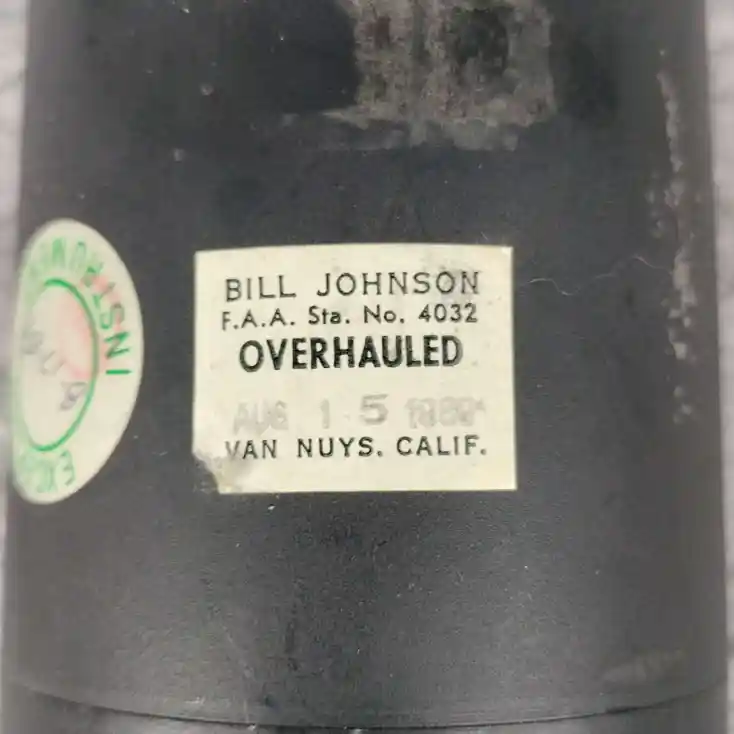 BILL JOHNSON
F.A.A. Sta. No. 4032
OVERHAULED
AUG 1 5
VAN NUYS. CALIF.